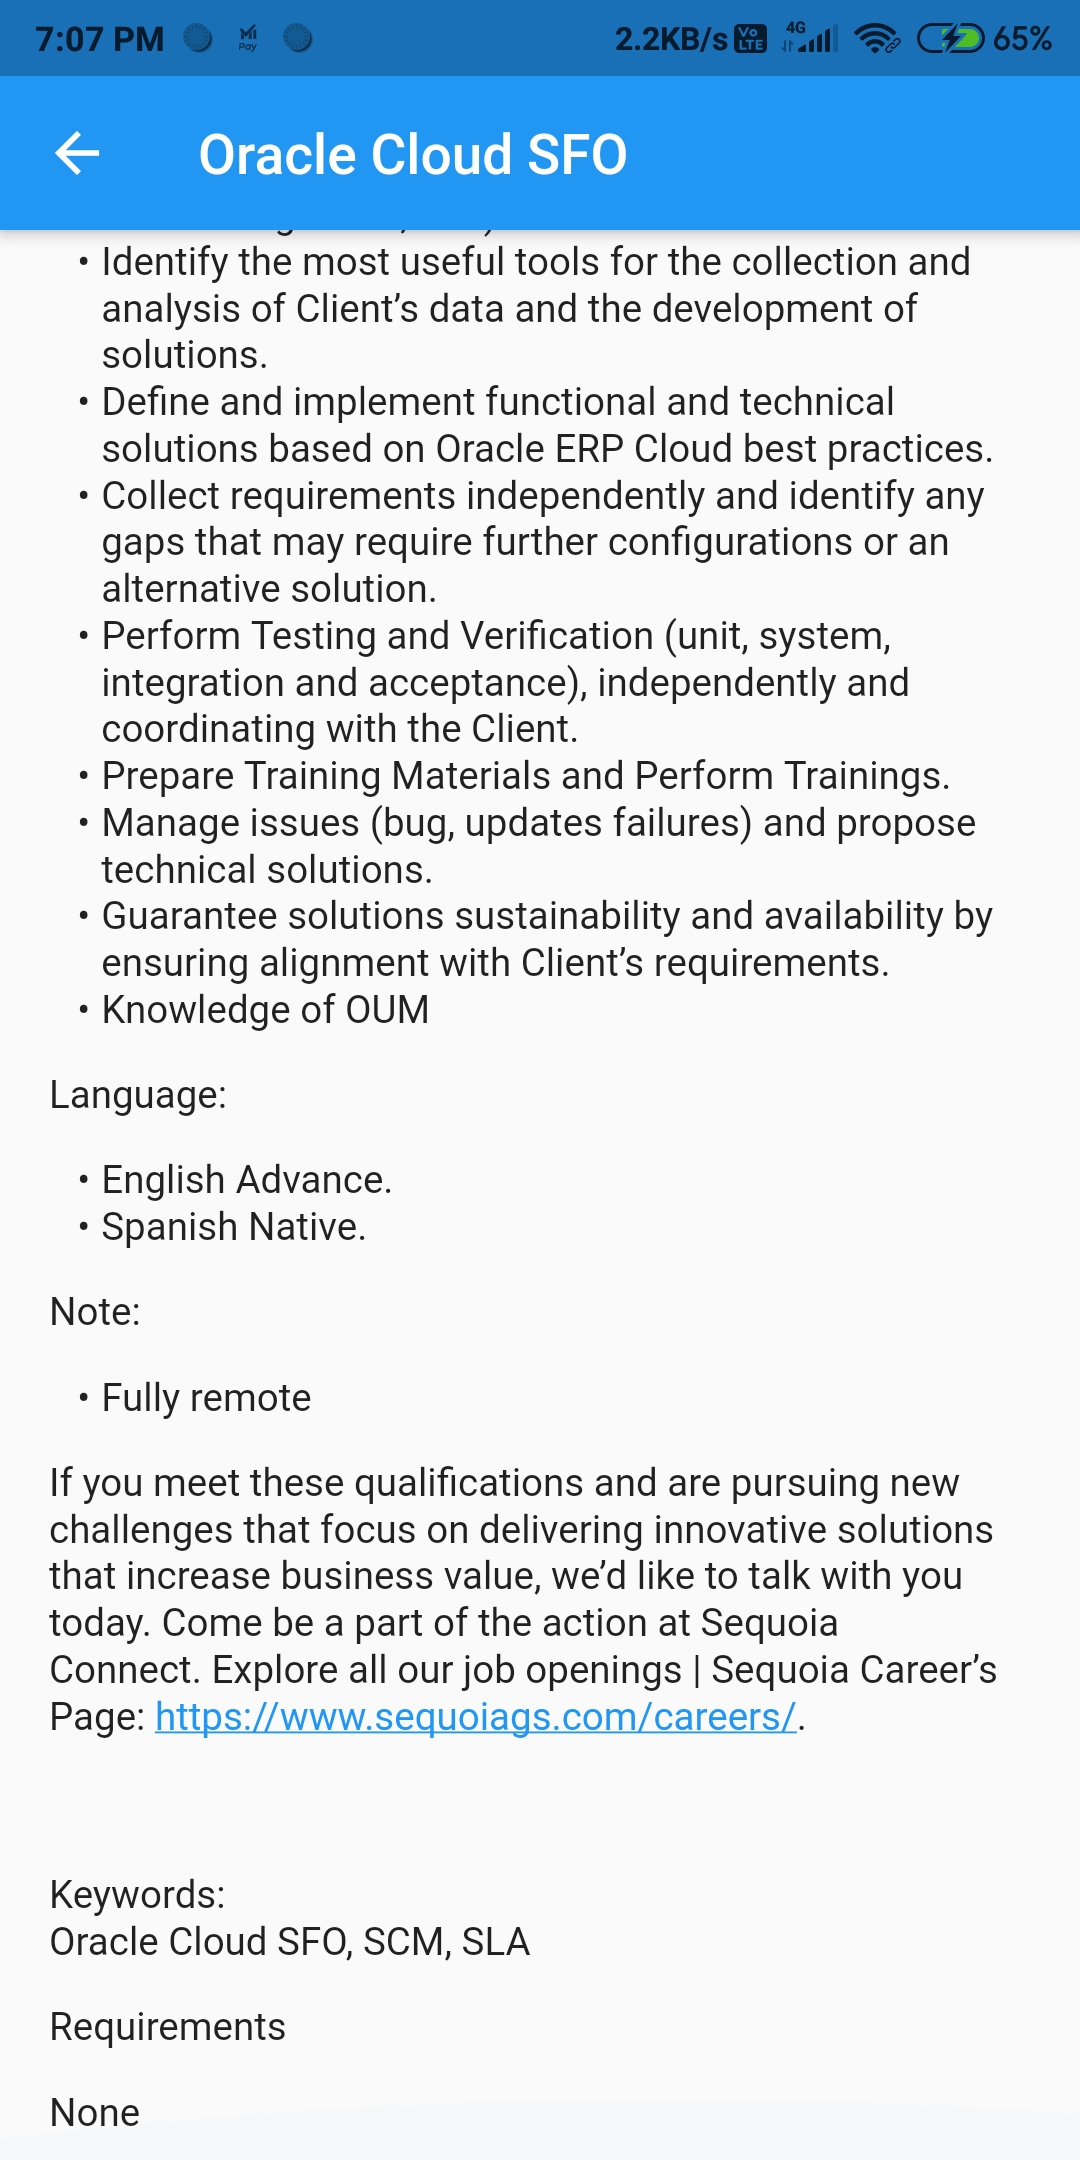 7:07 PM Mi Pay 2.2KB/s Vo LTE 4G 65%
Oracle Cloud SFO
• Identify the most useful tools for the collection and
analysis of Client’s data and the development of
solutions.
• Define and implement functional and technical
solutions based on Oracle ERP Cloud best practices.
• Collect requirements independently and identify any
gaps that may require further configurations or an
alternative solution.
• Perform Testing and Verification (unit, system,
integration and acceptance), independently and
coordinating with the Client.
• Prepare Training Materials and Perform Trainings.
• Manage issues (bug, updates failures) and propose
technical solutions.
• Guarantee solutions sustainability and availability by
ensuring alignment with Client’s requirements.
• Knowledge of OUM
Language:
• English Advance.
• Spanish Native.
Note:
• Fully remote
If you meet these qualifications and are pursuing new
challenges that focus on delivering innovative solutions
that increase business value, we’d like to talk with you
today. Come be a part of the action at Sequoia
Connect. Explore all our job openings | Sequoia Career’s
Page: https://www.sequoiags.com/careers/.
Keywords:
Oracle Cloud SFO, SCM, SLA
Requirements
None